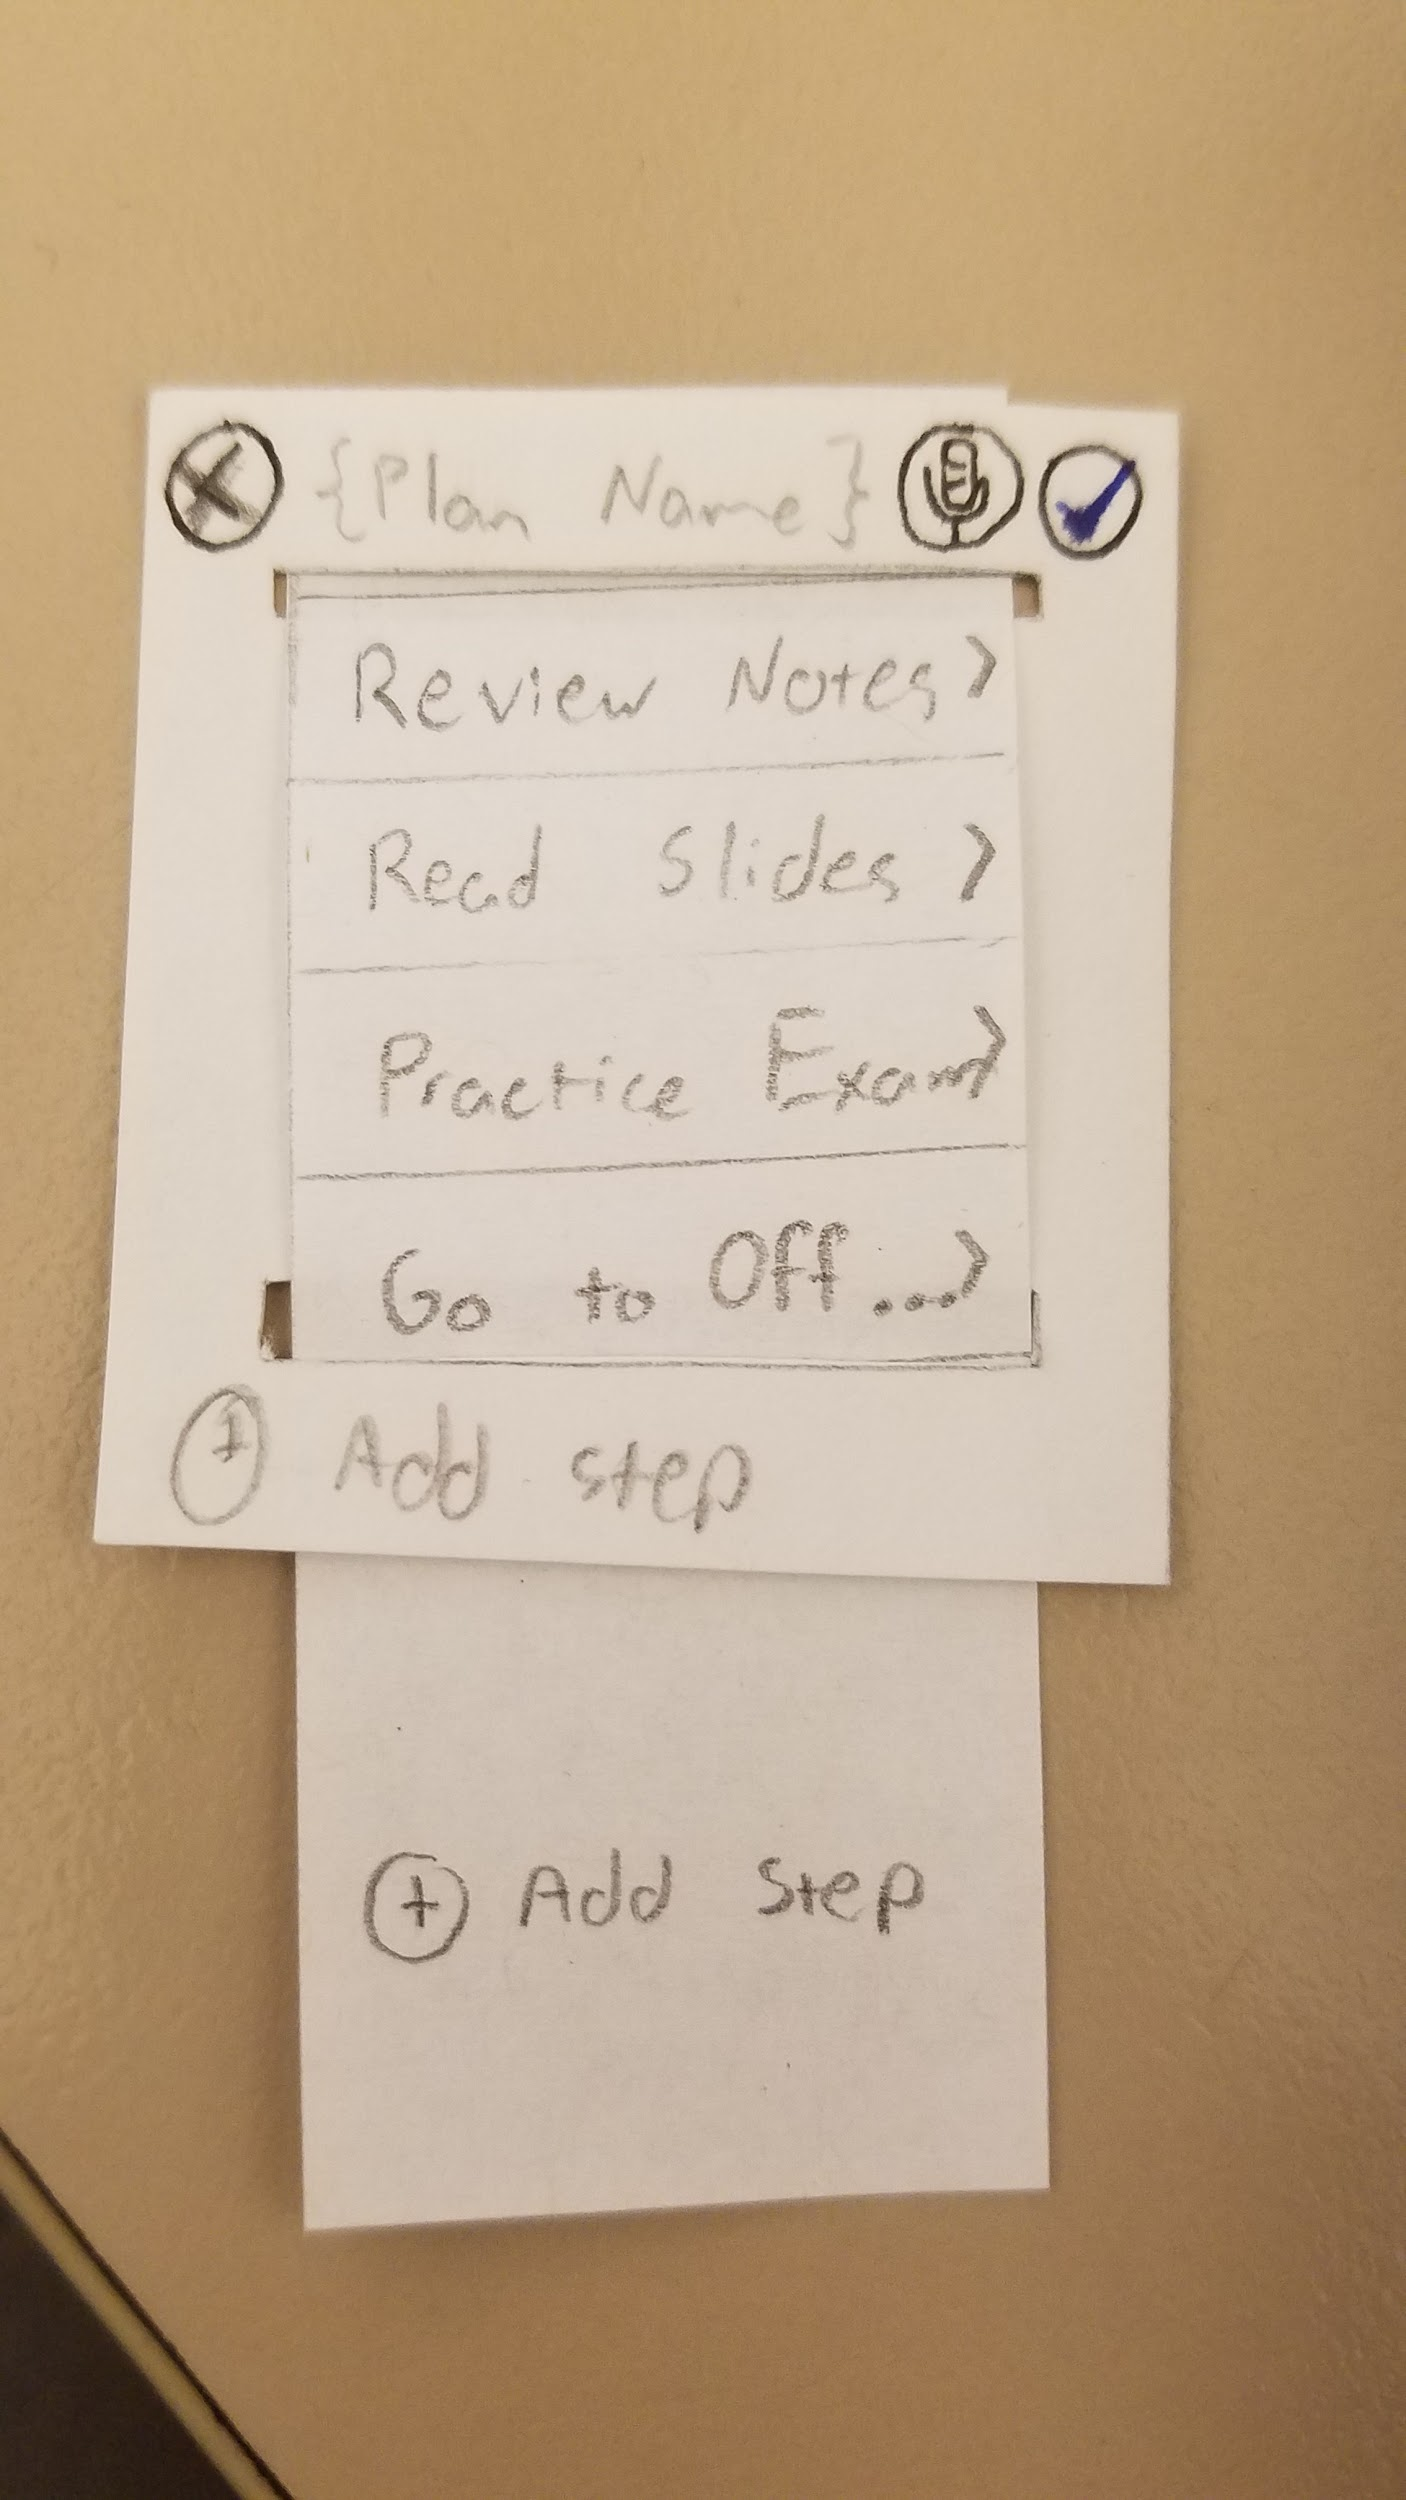 {Plan Name}
Review Notes >
Read Slides >
Practice Exam >
Go to Off... >
+ Add step
+ Add step